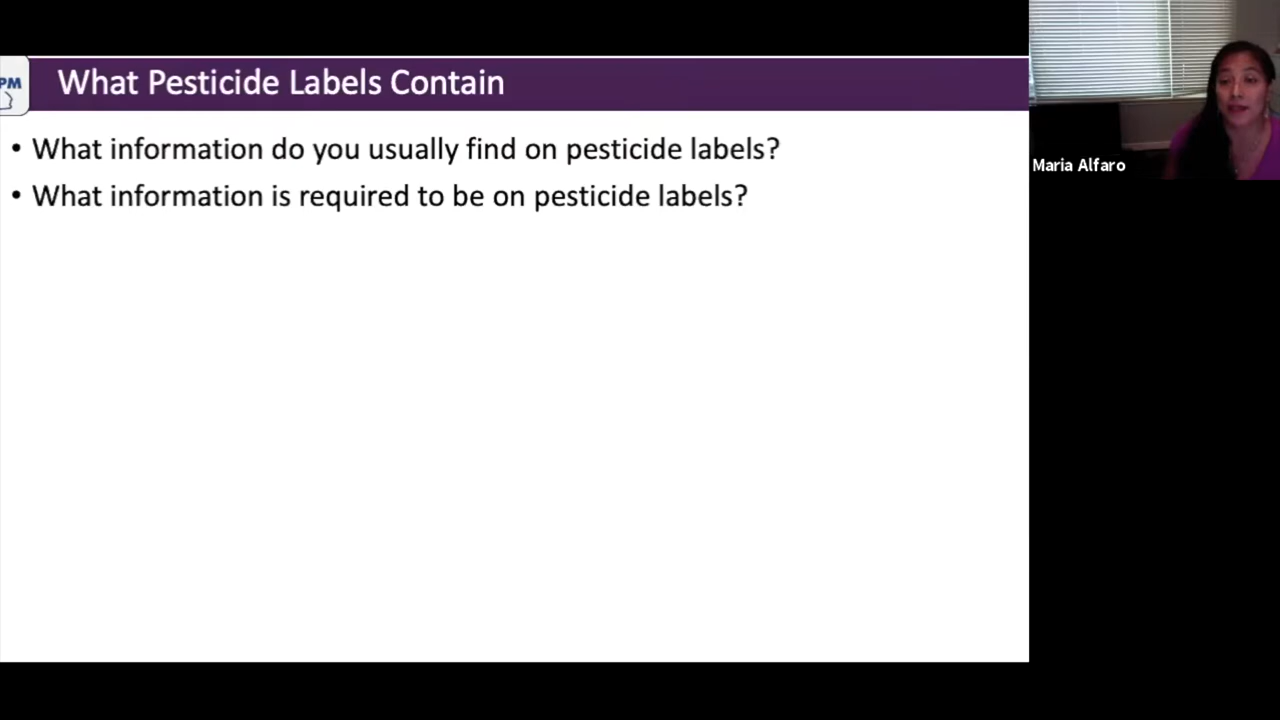 PM
What Pesticide Labels Contain
• What information do you usually find on pesticide labels?
• What information is required to be on pesticide labels?
Maria Alfaro